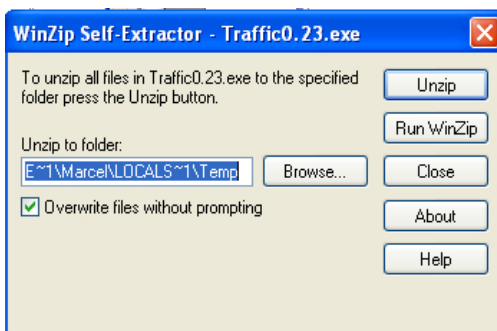 WinZip Self-Extractor - Traffic0.23.exe
To unzip all files in Traffic0.23.exe to the specified
folder press the Unzip button.
Unzip to folder:
E~1\Marcel\LOCALS~1\Temp
Browse...
Overwrite files without prompting
Unzip
Run WinZip
Close
About
Help